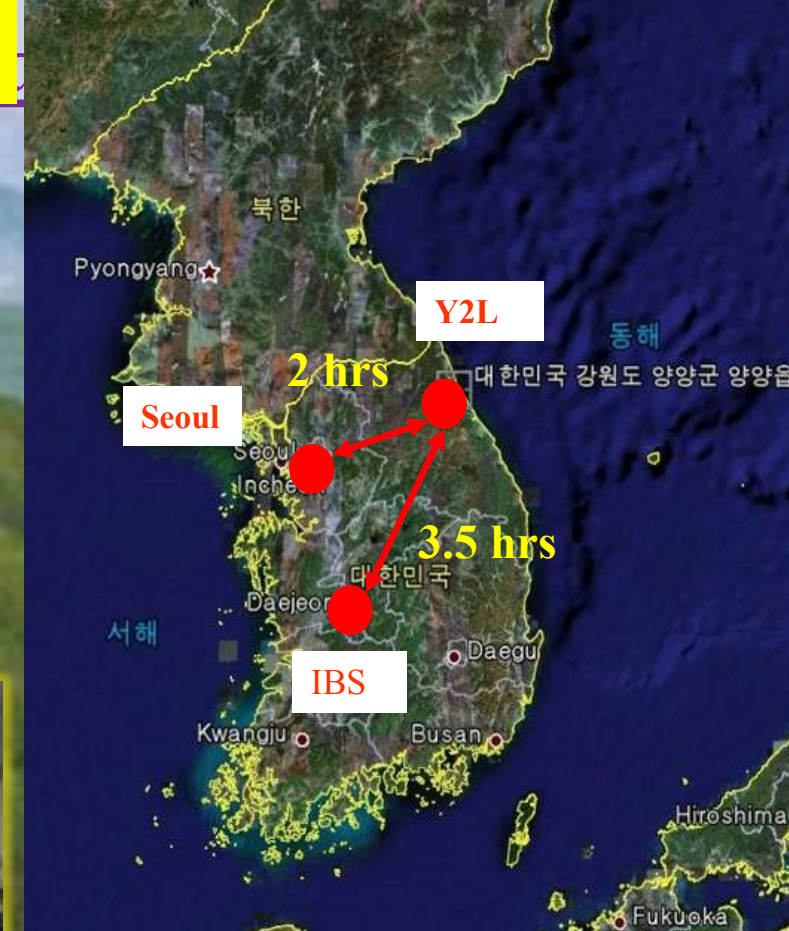 북한
Pyongyang
Y2L
동해
2 hrs
대한민국 강원도 양양군 양양읍
Seoul
Seoul
3.5 hrs
대한민국
서해
Daegu
IBS
Kwangju
Busan
Hiroshima
Fukuoka